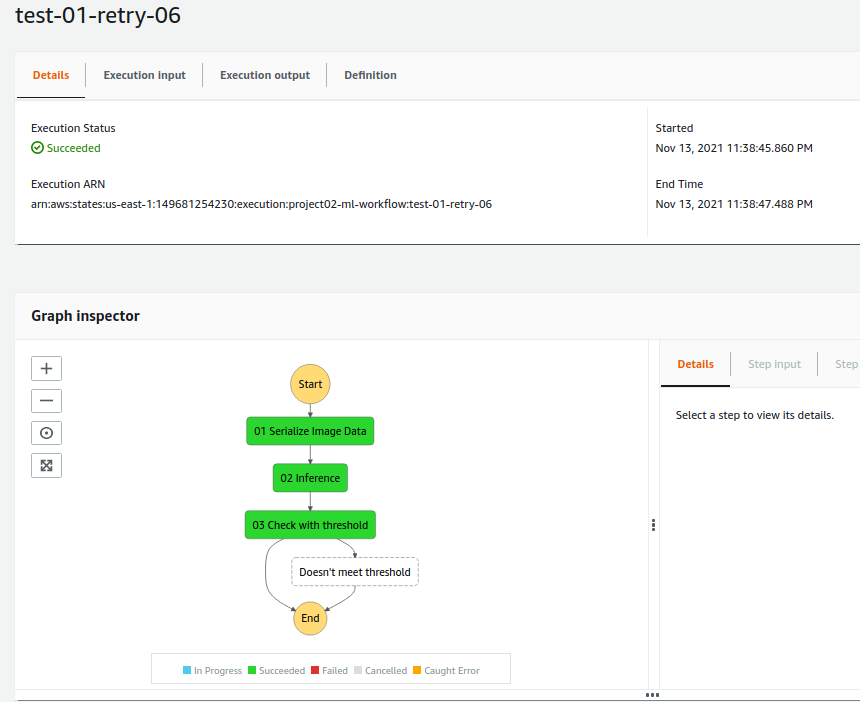 test-01-retry-06
Details
Execution input
Execution output
Definition
Execution Status
Succeeded
Started
Nov 13, 2021 11:38:45.860 PM
Execution ARN
arn:aws:states:us-east-1:149681254230:execution:project02-ml-workflow:test-01-retry-06
End Time
Nov 13, 2021 11:38:47.488 PM
Graph inspector
Details
Step input
Step
Select a step to view its details.
Start
01 Serialize Image Data
02 Inference
03 Check with threshold
Doesn't meet threshold
End
In Progress Succeeded Failed Cancelled Caught Error